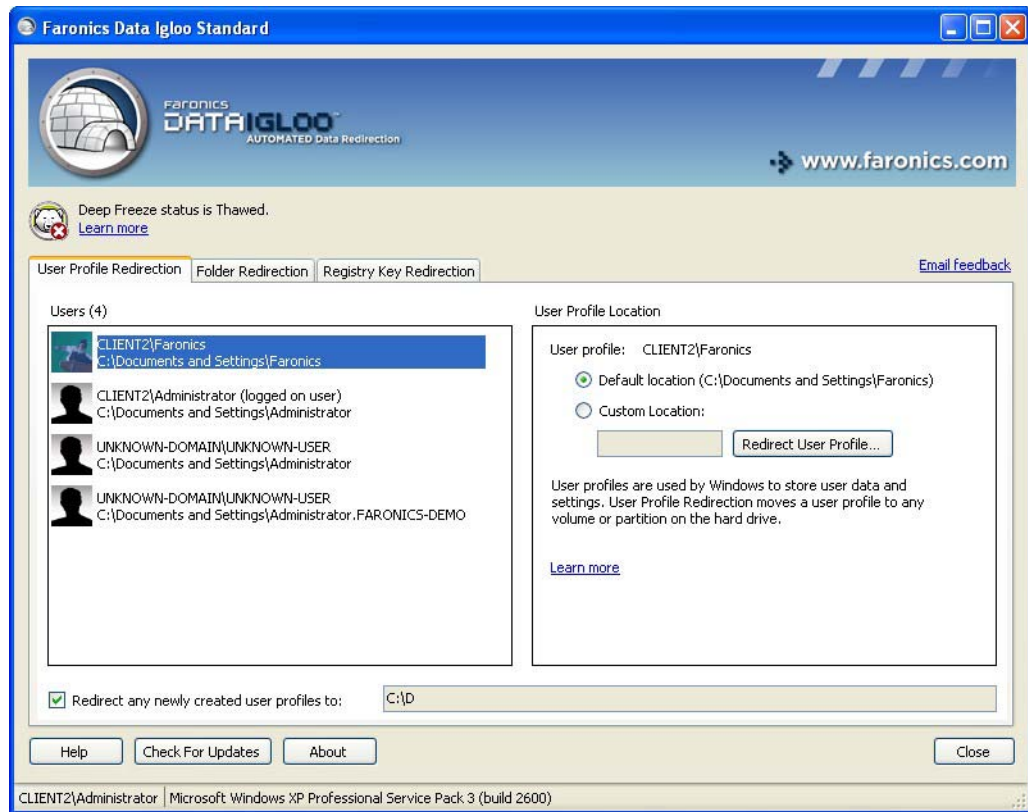 Faronics Data Igloo Standard
Faronics
DATAIGLOO™
AUTOMATED Data Redirection
www.faronics.com
Deep Freeze status is Thawed.
Learn more
User Profile Redirection
Folder Redirection
Registry Key Redirection
Email feedback
Users (4)
CLIENT2\Faronics
C:\Documents and Settings\Faronics
CLIENT2\Administrator (logged on user)
C:\Documents and Settings\Administrator
UNKNOWN-DOMAIN\UNKNOWN-USER
C:\Documents and Settings\Administrator
UNKNOWN-DOMAIN\UNKNOWN-USER
C:\Documents and Settings\Administrator.FARONICS-DEMO
User Profile Location
User profile: CLIENT2\Faronics
Default location (C:\Documents and Settings\Faronics)
Custom Location:
Redirect User Profile...
User profiles are used by Windows to store user data and
settings. User Profile Redirection moves a user profile to any
volume or partition on the hard drive.
Learn more
Redirect any newly created user profiles to: C:\D
Help
Check For Updates
About
Close
CLIENT2\Administrator
Microsoft Windows XP Professional Service Pack 3 (build 2600)